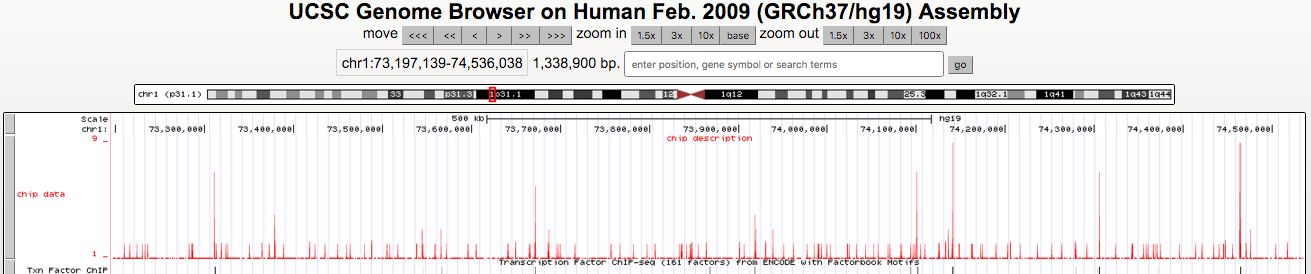 UCSC Genome Browser on Human Feb. 2009 (GRCh37/hg19) Assembly
move <<< << < > >> >>> zoom in 1.5x 3x 10x base zoom out 1.5x 3x 10x 100x
chr1:73,197,139-74,536,038 1,338,900 bp. enter position, gene symbol or search terms go
chr1 (p31.1) 33 p31.3 p31.1 12 1q12 25.3 1q32.1 1q41 1q43 1q44
Scale 500 kb hg19
chr1: 73,300,000 73,400,000 73,500,000 73,600,000 73,700,000 73,800,000 73,900,000 74,000,000 74,100,000 74,200,000 74,300,000 74,400,000 74,500,000
chip description
9
chip data
1
Transcription Factor ChIP-seq (161 factors) from ENCODE with Factorbook Motifs
Txn Factor ChIP